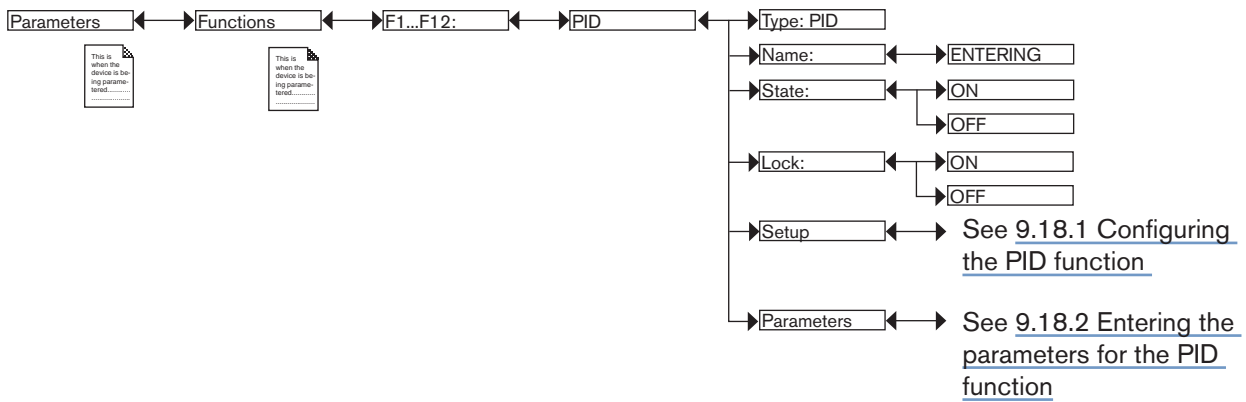 Parameters
Functions
F1...F12:
PID
Type: PID
Name:
ENTERING
State:
ON
OFF
Lock:
ON
OFF
Setup
See 9.18.1 Configuring
the PID function
Parameters
See 9.18.2 Entering the
parameters for the PID
function
This is
when the
device is be-
ing parame-
tered...........
...................
This is
when the
device is be-
ing parame-
tered...........
...................